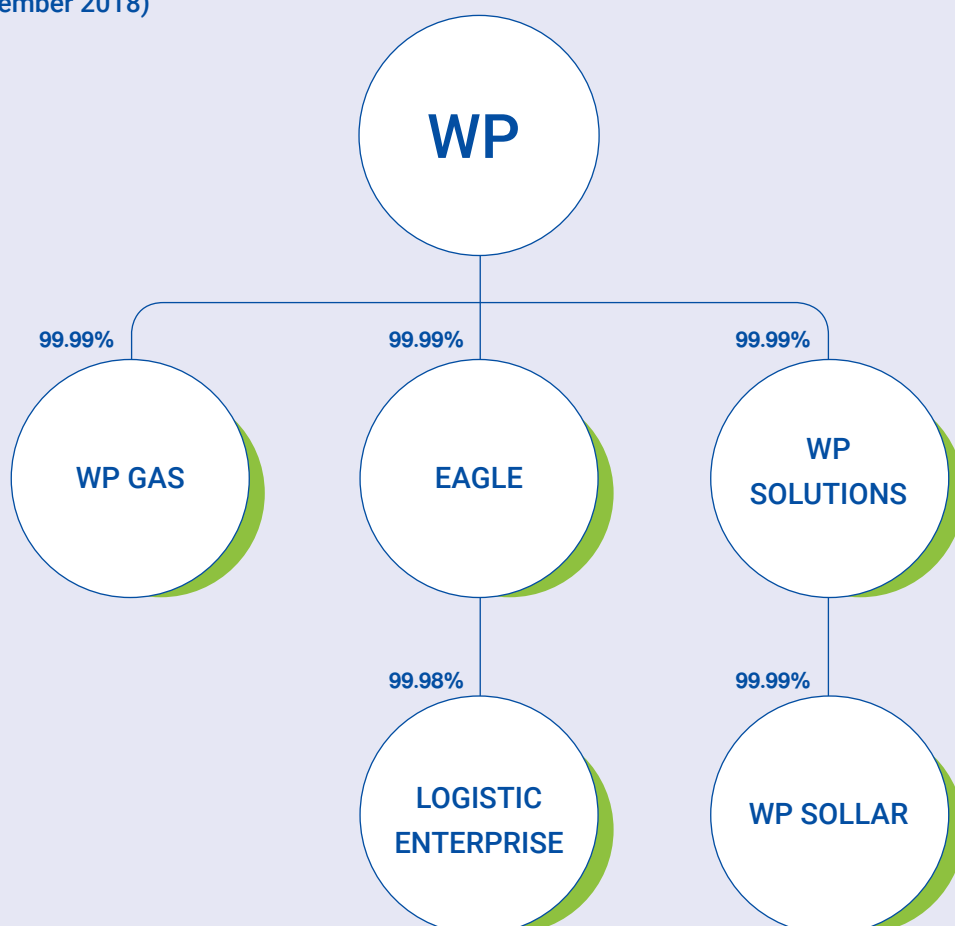 ember 2018)
WP
99.99%
99.99%
99.99%
WP GAS
EAGLE
WP
SOLUTIONS
99.98%
99.99%
LOGISTIC
ENTERPRISE
WP SOLLAR